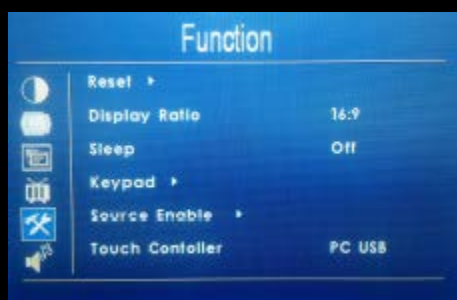 Function
Reset
Display Ratio 16:9
Sleep Off
Keypad
Source Enable
Touch Contoller PC USB